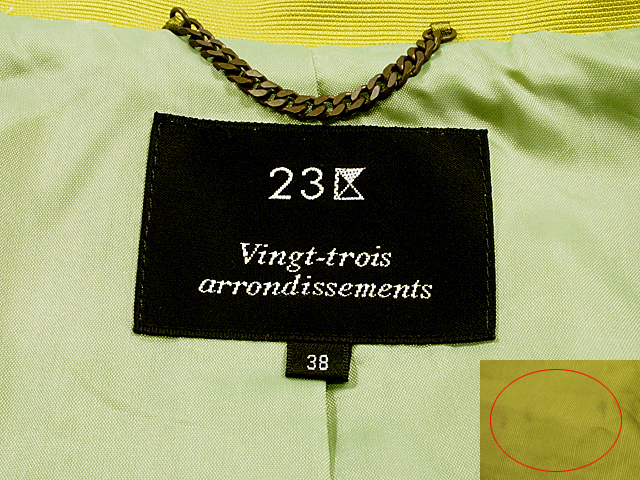 23区
Vingt-trois
arrondissements
38